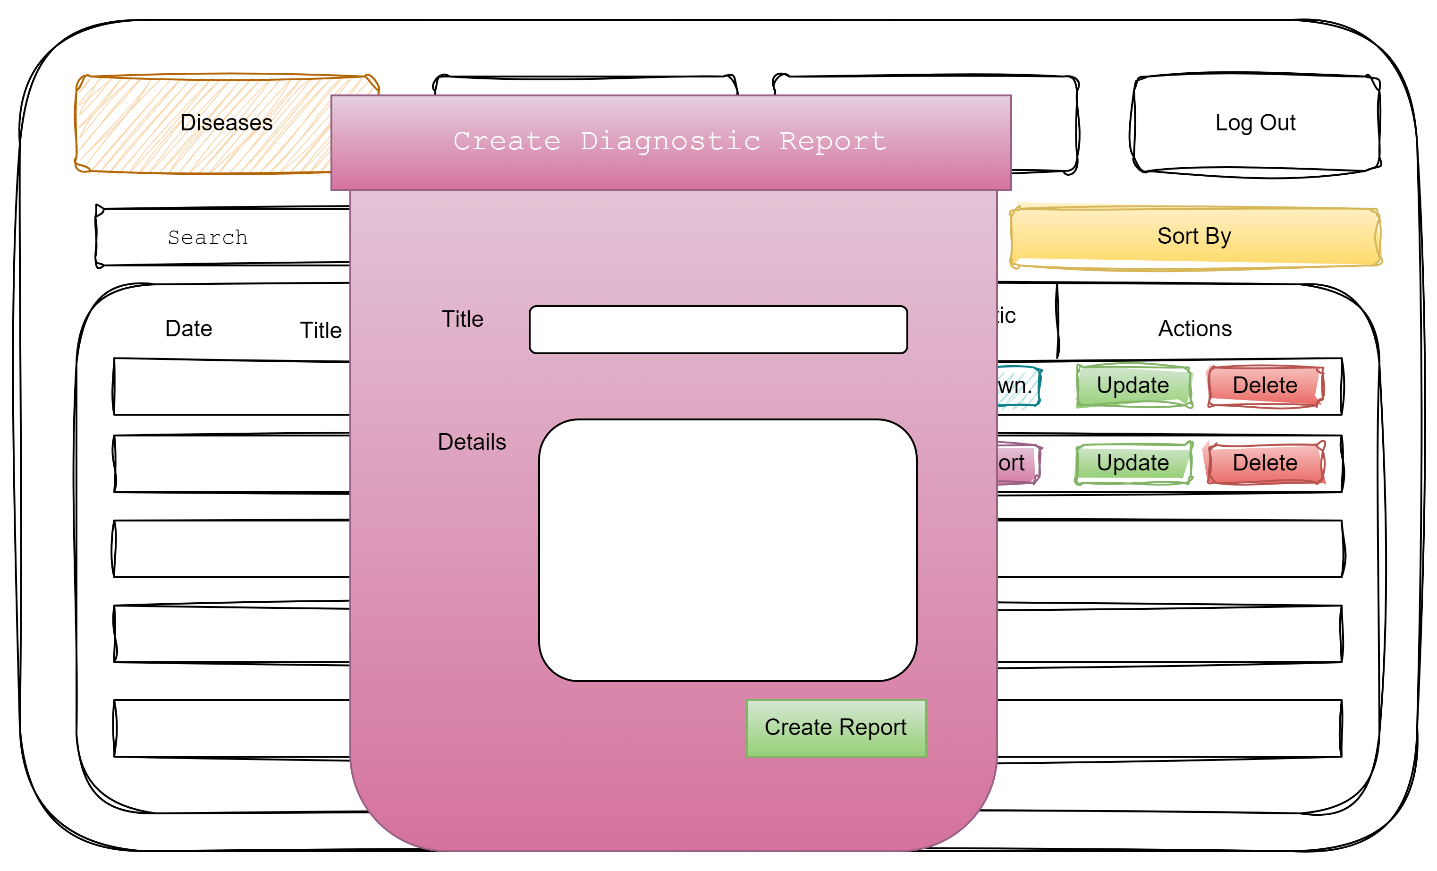 Diseases
Log Out
Create Diagnostic Report
Search
Sort By
Date
Title
tic
Actions
Title
wn.
Update
Delete
Details
ort
Update
Delete
Create Report